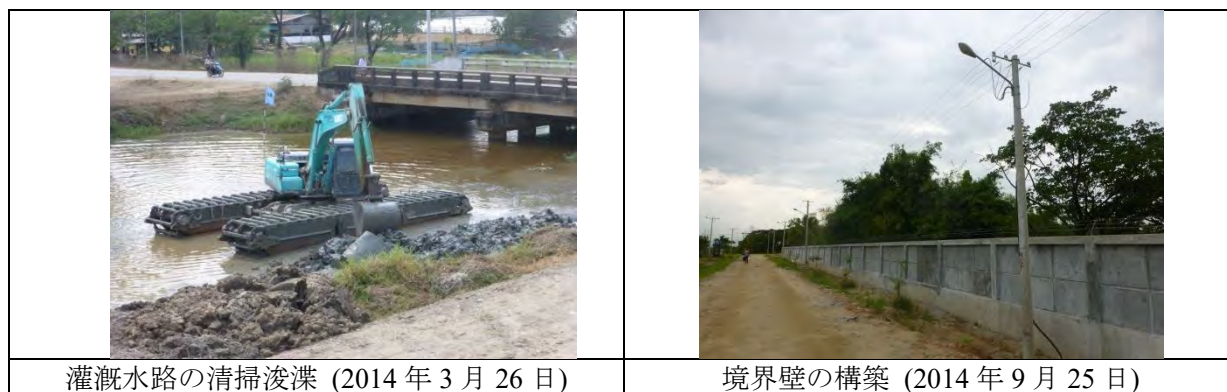 灌漑水路の清掃浚渫 (2014 年 3 月 26 日)
境界壁の構築 (2014 年 9 月 25 日)